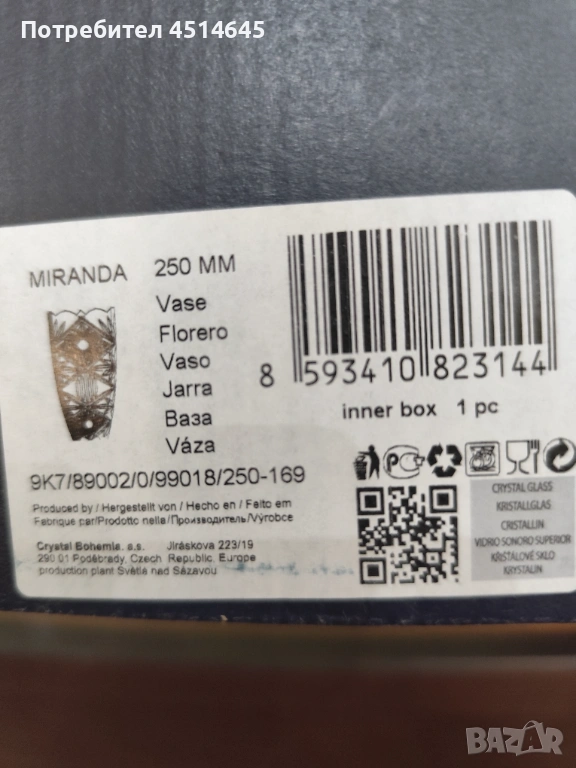 Потребител 4514645
MIRANDA 250 MM
Vase
Florero
Vaso
Jarra
Ваза
Váza
8 593410 823144
inner box 1 pc
9K7/89002/0/99018/250-169
Produced by / Hergestellt von / Hecho en / Feito em
Fabrique par/Prodotto nella/Производитель/Výrobce
Crystal Bohemia, a.s. Jiráskova 223/19
290 01 Poděbrady, Czech Republic, Europe
production plant Světlá nad Sázavou
CRYSTAL GLASS
KRISTALLGLAS
CRISTALLIN
VIDRIO SONORO SUPERIOR
KŘIŠŤÁLOVÉ SKLO
KRYSTALIN
BAZAR